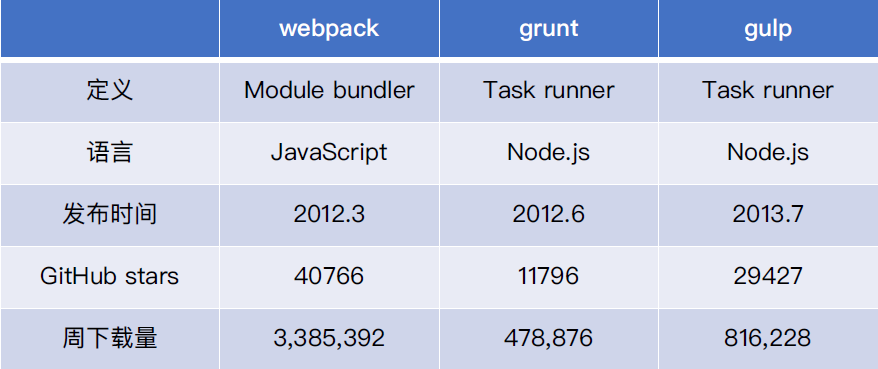 webpack grunt gulp
定义 Module bundler Task runner Task runner
语言 JavaScript Node.js Node.js
发布时间 2012.3 2012.6 2013.7
GitHub stars 40766 11796 29427
周下载量 3,385,392 478,876 816,228